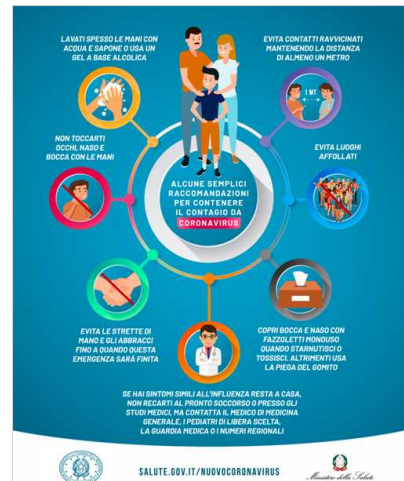 LAVATI SPESSO LE MANI CON
ACQUA E SAPONE O USA UN
GEL A BASE ALCOLICA
EVITA CONTATTI RAVVICINATI
MANTENENDO LA DISTANZA
DI ALMENO UN METRO
1 MT
NON TOCCARTI
OCCHI, NASO E
BOCCA CON LE MANI
EVITA LUOGHI
AFFOLLATI
ALCUNE SEMPLICI
RACCOMANDAZIONI
PER CONTENERE
IL CONTAGIO DA
CORONAVIRUS
EVITA LE STRETTE DI
MANO E GLI ABBRACCI
FINO A QUANDO QUESTA
EMERGENZA SARÀ FINITA
COPRI BOCCA E NASO CON
FAZZOLETTI MONOUSO
QUANDO STARNUTISCI O
TOSSISCI. ALTRIMENTI USA
LA PIEGA DEL GOMITO
SE HAI SINTOMI SIMILI ALL'INFLUENZA RESTA A CASA,
NON RECARTI AL PRONTO SOCCORSO O PRESSO GLI
STUDI MEDICI, MA CONTATTA IL MEDICO DI MEDICINA
GENERALE, I PEDIATRI DI LIBERA SCELTA,
LA GUARDIA MEDICA O I NUMERI REGIONALI
SALUTE.GOV.IT/NUOVOCORONAVIRUS
Ministero della Salute